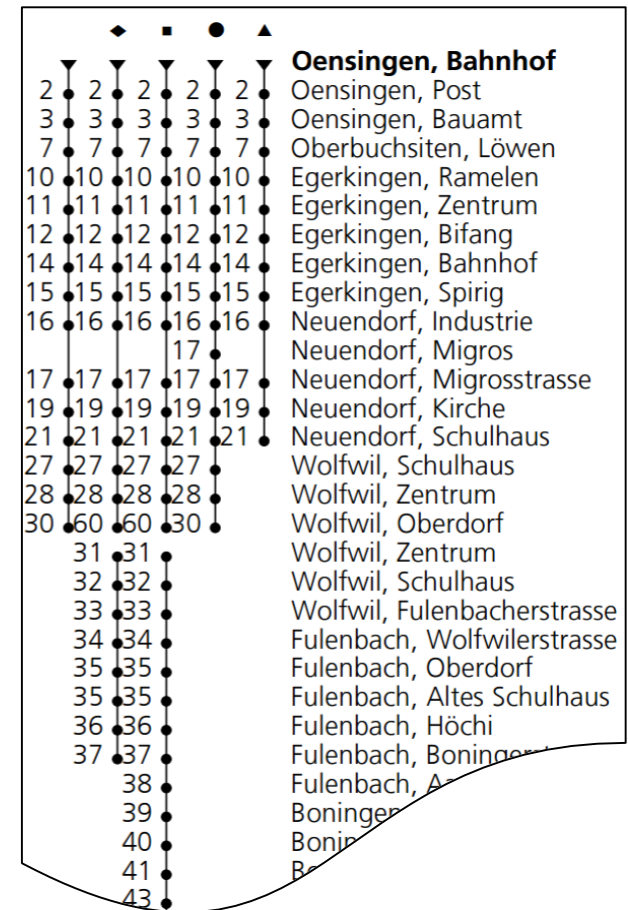 ◆ ■ ● ▲
Oensingen, Bahnhof
2 2 2 2 2 Oensingen, Post
3 3 3 3 3 Oensingen, Bauamt
7 7 7 7 7 Oberbuchsiten, Löwen
10 10 10 10 10 Egerkingen, Ramelen
11 11 11 11 11 Egerkingen, Zentrum
12 12 12 12 12 Egerkingen, Bifang
14 14 14 14 14 Egerkingen, Bahnhof
15 15 15 15 15 Egerkingen, Spirig
16 16 16 16 16 Neuendorf, Industrie
17 Neuendorf, Migros
17 17 17 17 17 Neuendorf, Migrosstrasse
19 19 19 19 19 Neuendorf, Kirche
21 21 21 21 21 Neuendorf, Schulhaus
27 27 27 27 Wolfwil, Schulhaus
28 28 28 28 Wolfwil, Zentrum
30 60 60 30 Wolfwil, Oberdorf
31 31 Wolfwil, Zentrum
32 32 Wolfwil, Schulhaus
33 33 Wolfwil, Fulenbacherstrasse
34 34 Fulenbach, Wolfwilerstrasse
35 35 Fulenbach, Oberdorf
35 35 Fulenbach, Altes Schulhaus
36 36 Fulenbach, Höchi
37 37 Fulenbach,
38 Fulenbach,
39 Boningen
40
41
43